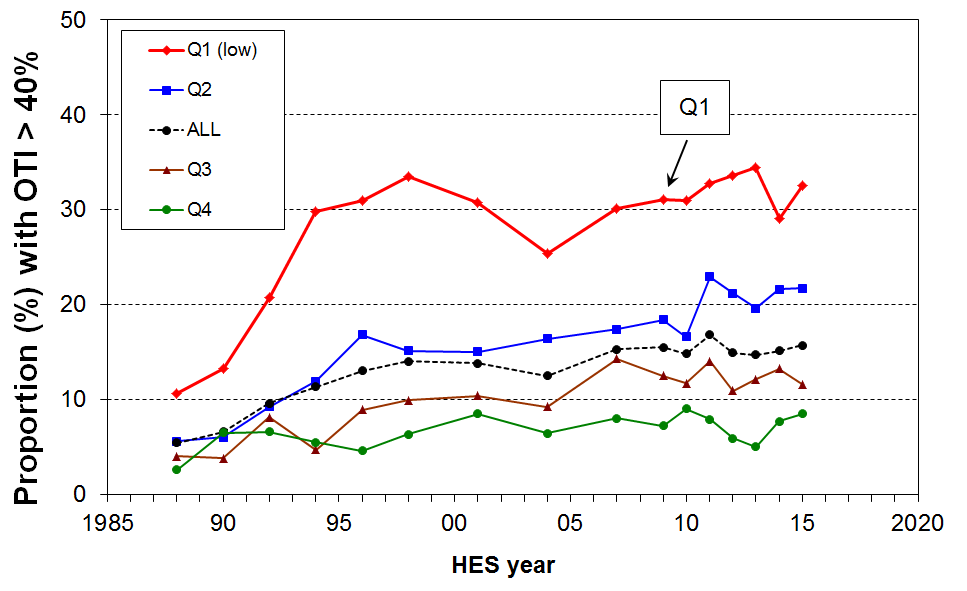 Proportion (%) with OTI > 40%
50
40
30
20
10
0
Q1 (low)
Q2
ALL
Q3
Q4
Q1
1985 90 95 00 05 10 15 2020
HES year